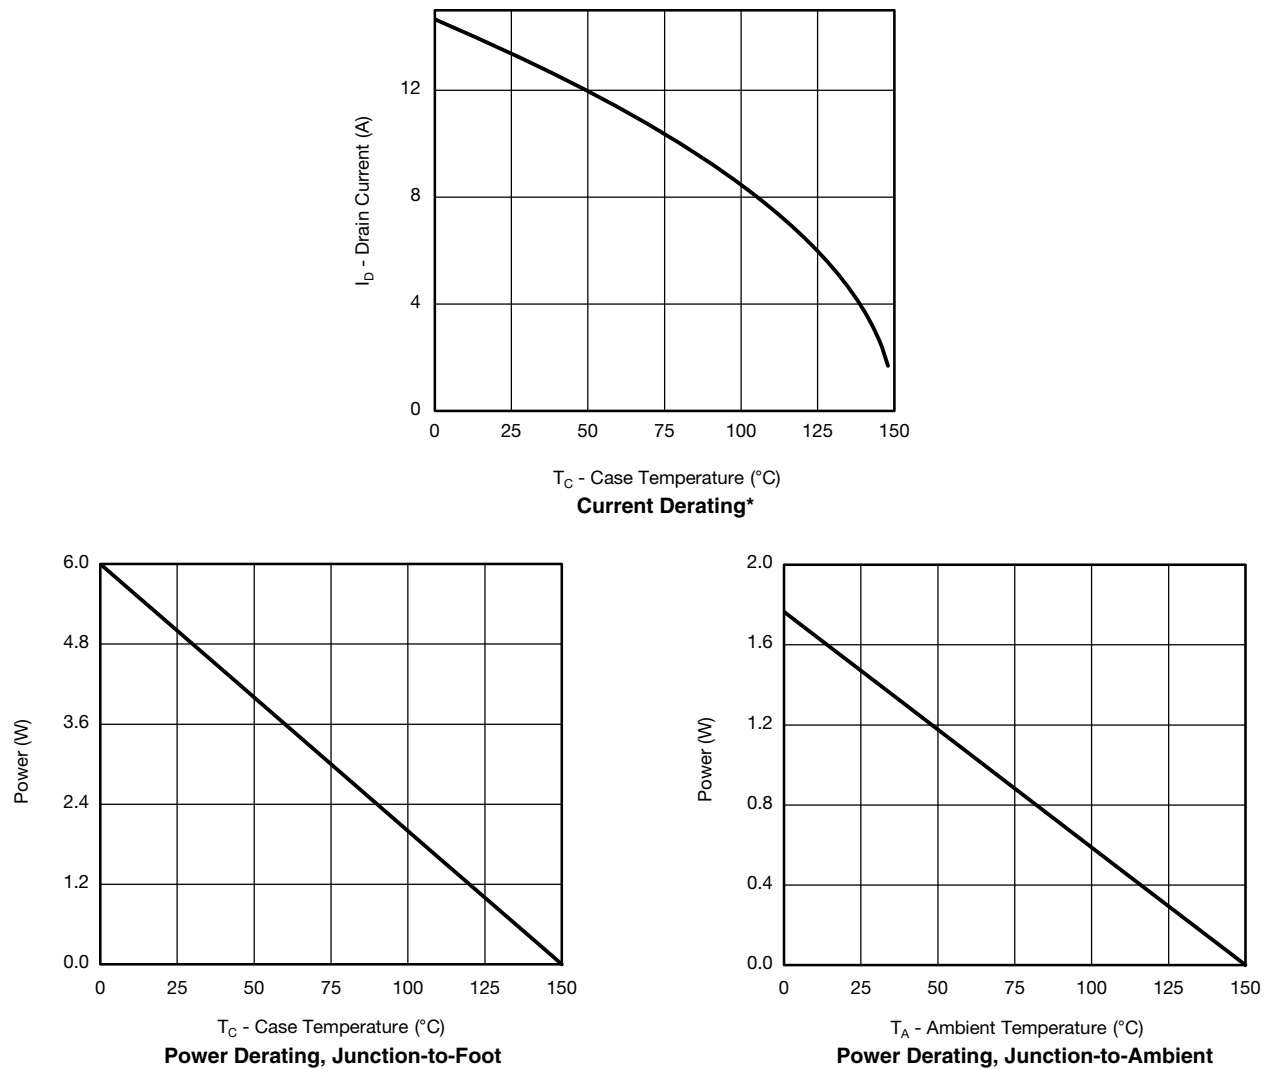 12
8
4
0
I_D - Drain Current (A)
0 25 50 75 100 125 150
T_C - Case Temperature (°C)
Current Derating*
6.0
4.8
3.6
2.4
1.2
0.0
Power (W)
0 25 50 75 100 125 150
T_C - Case Temperature (°C)
Power Derating, Junction-to-Foot
2.0
1.6
1.2
0.8
0.4
0.0
Power (W)
0 25 50 75 100 125 150
T_A - Ambient Temperature (°C)
Power Derating, Junction-to-Ambient